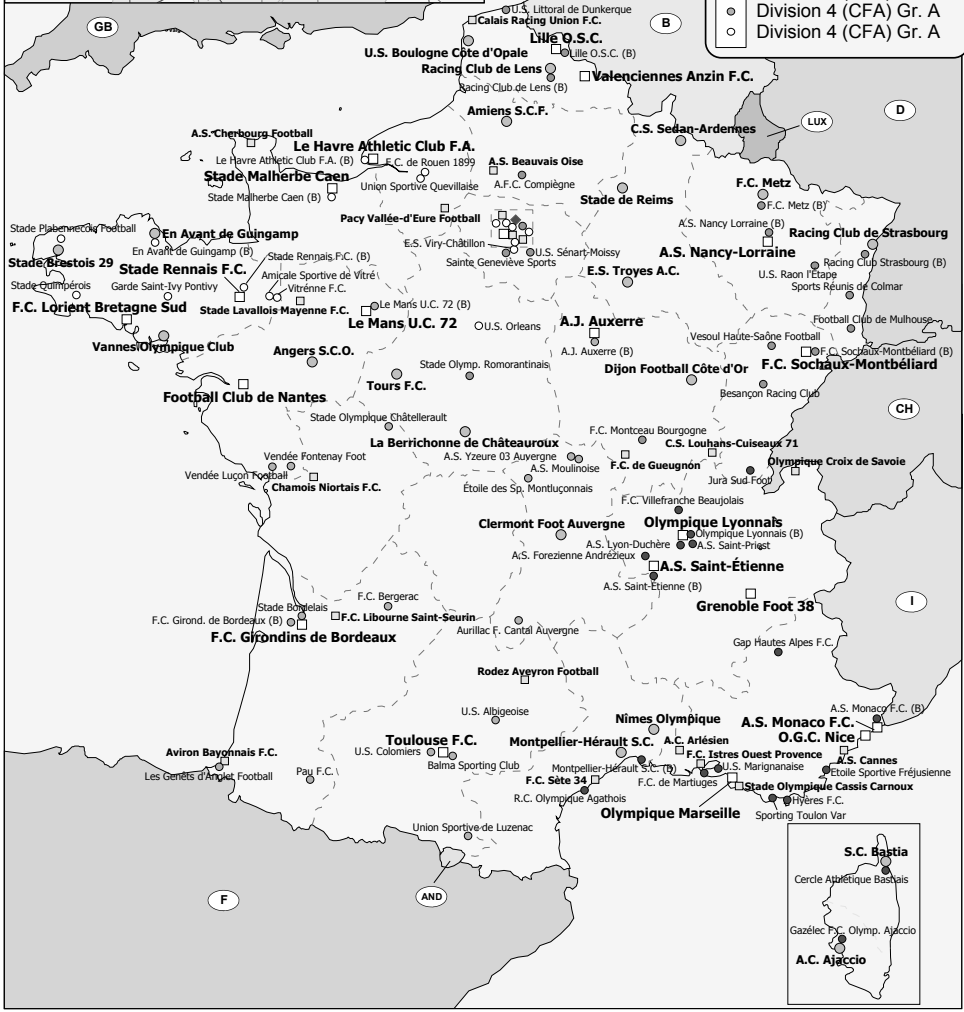 Division 4 (CFA) Gr. A
Division 4 (CFA) Gr. A
GB
B
D
LUX
CH
I
F
AND
U.S. Littoral de Dunkerque
Calais Racing Union F.C.
Lille O.S.C.
Lille O.S.C. (B)
U.S. Boulogne Côte d'Opale
Racing Club de Lens
Racing Club de Lens (B)
Valenciennes Anzin F.C.
Amiens S.C.F.
C.S. Sedan-Ardennes
A.S. Cherbourg Football
Le Havre Athletic Club F.A.
Le Havre Athletic Club F.A. (B)
F.C. de Rouen 1899
A.S. Beauvais Oise
Stade Malherbe Caen
Union Sportive Quevillaise
A.F.C. Compiègne
Stade Malherbe Caen (B)
Stade de Reims
F.C. Metz
F.C. Metz (B)
Pacy Vallée-d'Eure Football
Stade Plabennecois Football
En Avant de Guingamp
En Avant de Guingamp (B)
A.S. Nancy Lorraine (B)
Racing Club de Strasbourg
E.S. Viry-Châtillon
U.S. Sénart-Moissy
Sainte Geneviève Sports
A.S. Nancy-Lorraine
Racing Club Strasbourg (B)
Stade Brestois 29
Stade Rennais F.C.
Stade Rennais F.C. (B)
Amicale Sportive de Vitré
U.S. Raon l'Etape
E.S. Troyes A.C.
Stade Quimpérois
Garde Saint-Ivy Pontivy
Vitrénne F.C.
Sports Réunis de Colmar
F.C. Lorient Bretagne Sud
Stade Lavallois Mayenne F.C.
Le Mans U.C. 72 (B)
Le Mans U.C. 72
U.S. Orleans
A.J. Auxerre
A.J. Auxerre (B)
Football Club de Mulhouse
Vesoul Haute-Saône Football
Vannes Olympique Club
Angers S.C.O.
F.C. Sochaux-Montbéliard (B)
F.C. Sochaux-Montbéliard
Stade Olymp. Romorantinais
Dijon Football Côte d'Or
Tours F.C.
Football Club de Nantes
Besançon Racing Club
Stade Olympique Châtellerault
F.C. Montceau Bourgogne
La Berrichonne de Châteauroux
C.S. Louhans-Cuiseaux 71
Vendée Fontenay Foot
A.S. Yzeure 03 Auvergne
A.S. Moulinoise
F.C. de Gueugnon
Olympique Croix de Savoie
Vendée Luçon Football
Chamois Niortais F.C.
Étoile des Sp. Montluçonnais
Jura Sud Foot
F.C. Villefranche Beaujolais
Clermont Foot Auvergne
Olympique Lyonnais
Olympique Lyonnais (B)
A.S. Lyon-Duchère
A.S. Saint-Priest
A.S. Forezienne Andrézieux
A.S. Saint-Étienne
A.S. Saint-Etienne (B)
Grenoble Foot 38
F.C. Bergerac
Stade Bordelais
F.C. Girond. de Bordeaux (B)
F.C. Libourne Saint-Seurin
F.C. Girondins de Bordeaux
Aurillac F. Cantal Auvergne
Gap Hautes Alpes F.C.
Rodez Aveyron Football
U.S. Albigeoise
Nîmes Olympique
A.S. Monaco F.C. (B)
A.S. Monaco F.C.
O.G.C. Nice
Toulouse F.C.
U.S. Colomiers
Balma Sporting Club
Montpellier-Hérault S.C.
A.C. Arlésien
F.C. Istres Ouest Provence
A.S. Cannes
Aviron Bayonnais F.C.
Les Genêts d'Anglet Football
Pau F.C.
Montpellier-Hérault S.C. (B)
U.S. Marignanaise
Etoile Sportive Fréjusienne
F.C. Sète 34
F.C. de Martiuges
Stade Olympique Cassis Carnoux
R.C. Olympique Agathois
Hyères F.C.
Olympique Marseille
Sporting Toulon Var
Union Sportive de Luzenac
S.C. Bastia
Cercle Athlétique Bastiais
Gazélec F.C. Olymp. Ajaccio
A.C. Ajaccio